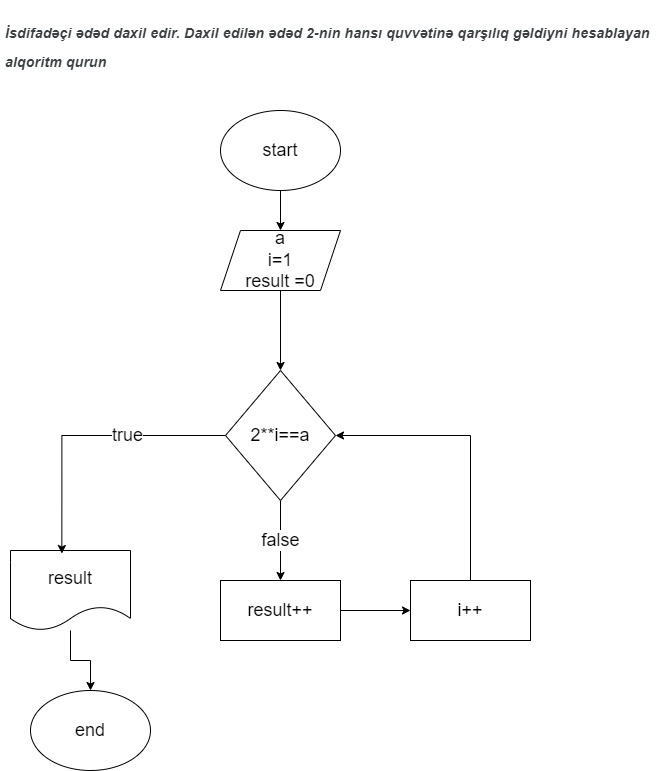 İsdifadəçi ədəd daxil edir. Daxil edilən ədəd 2-nin hansı quvvətinə qarşılıq gəldiyni hesablayan
alqoritm qurun
start
a
i=1
result =0
2**i==a
true
false
result
result++
i++
end